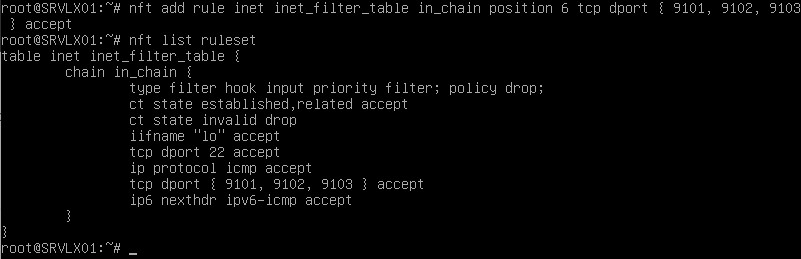 root@SRVLX01:~# nft add rule inet inet_filter_table in_chain position 6 tcp dport { 9101, 9102, 9103
 } accept
root@SRVLX01:~# nft list ruleset
table inet inet_filter_table {
        chain in_chain {
                type filter hook input priority filter; policy drop;
                ct state established,related accept
                ct state invalid drop
                iifname "lo" accept
                tcp dport 22 accept
                ip protocol icmp accept
                tcp dport { 9101, 9102, 9103 } accept
                ip6 nexthdr ipv6-icmp accept
        }
}
root@SRVLX01:~# _